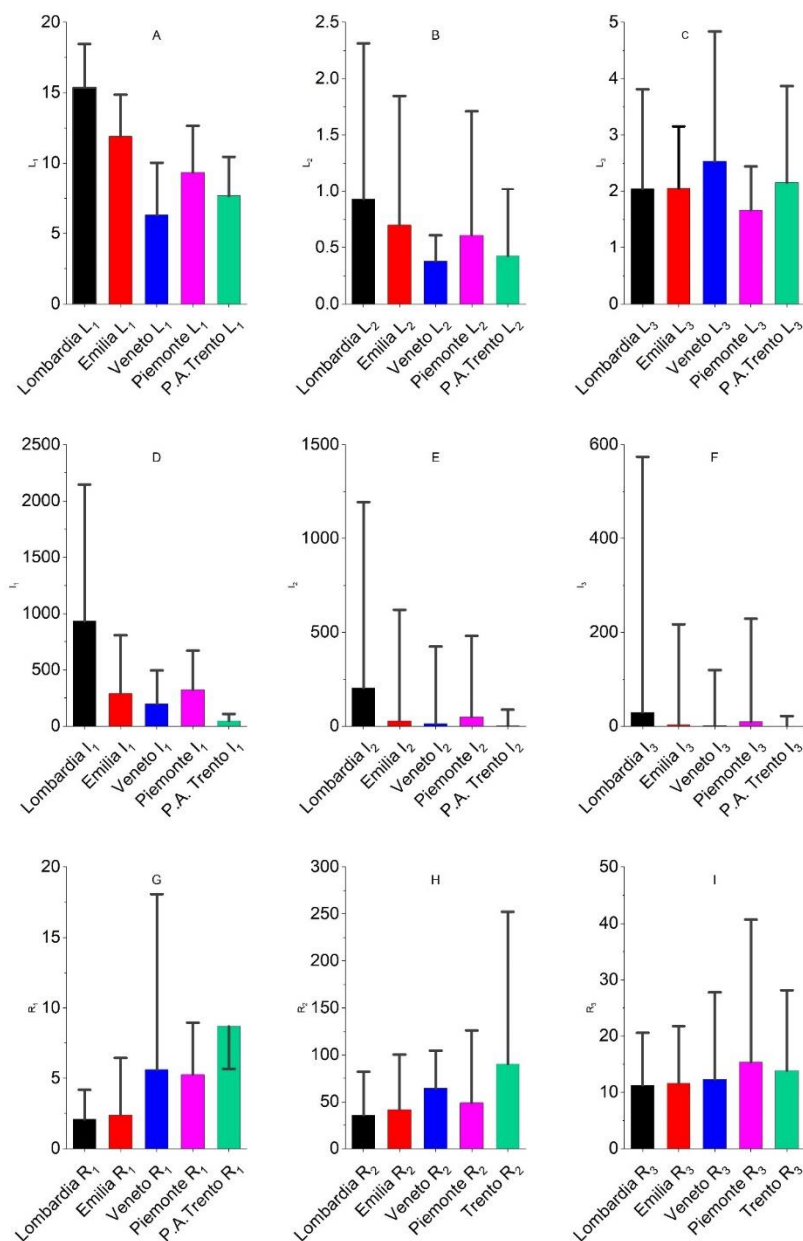 A
L₁
20
15
10
5
0
Lombardia L₁
Emilia L₁
Veneto L₁
Piemonte L₁
P.A.Trento L₁
B
L₂
2.5
2.0
1.5
1.0
0.5
0.0
Lombardia L₂
Emilia L₂
Veneto L₂
Piemonte L₂
P.A.Trento L₂
C
L₃
5
4
3
2
1
0
Lombardia L₃
Emilia L₃
Veneto L₃
Piemonte L₃
P.A.Trento L₃
D
I₁
2500
2000
1500
1000
500
0
Lombardia I₁
Emilia I₁
Veneto I₁
Piemonte I₁
P.A. Trento I₁
E
I₂
1500
1000
500
0
Lombardia I₂
Emilia I₂
Veneto I₂
Piemonte I₂
P.A. Trento I₂
F
I₃
600
400
200
0
Lombardia I₃
Emilia I₃
Veneto I₃
Piemonte I₃
P.A. Trento I₃
G
R₁
20
15
10
5
0
Lombardia R₁
Emilia R₁
Veneto R₁
Piemonte R₁
P.A.Trento R₁
H
R₂
300
250
200
150
100
50
0
Lombardia R₂
Emilia R₂
Veneto R₂
Piemonte R₂
Trento R₂
I
R₃
50
40
30
20
10
0
Lombardia R₃
Emilia R₃
Veneto R₃
Piemonte R₃
Trento R₃